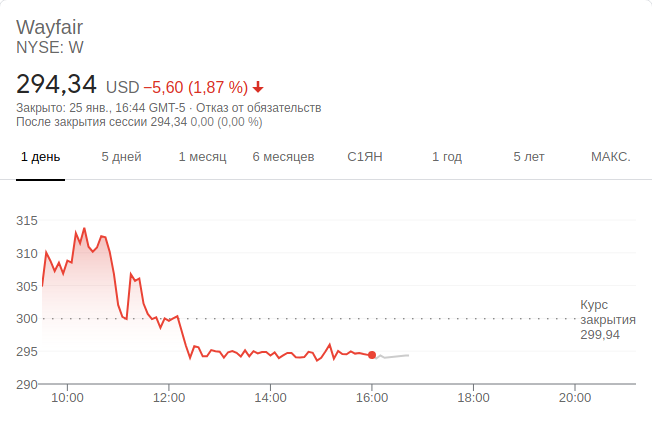 Wayfair
NYSE: W
294,34 USD −5,60 (1,87 %)
Закрыто: 25 янв., 16:44 GMT-5 · Отказ от обязательств
После закрытия сессии 294,34 0,00 (0,00 %)
1 день 5 дней 1 месяц 6 месяцев С1ЯН 1 год 5 лет МАКС.
315
310
305
300
295
290
Курс
закрытия
299,94
10:00 12:00 14:00 16:00 18:00 20:00